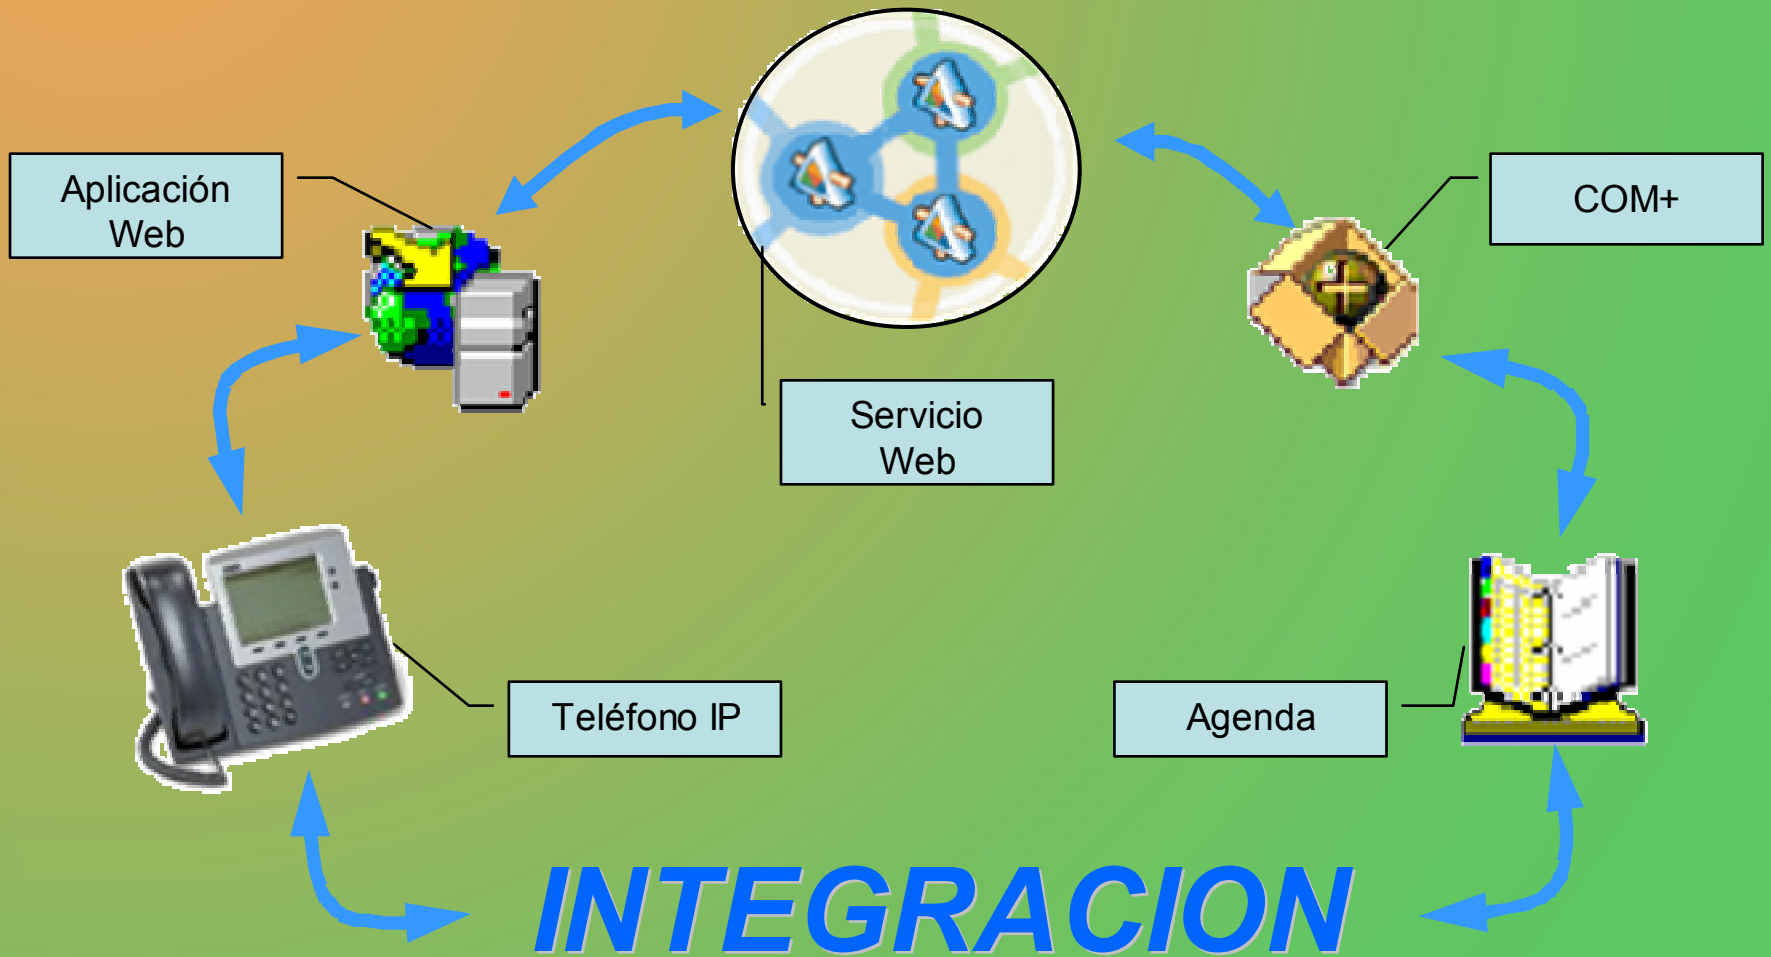 Aplicación
Web
COM+
Servicio
Web
Teléfono IP
Agenda
INTEGRACION